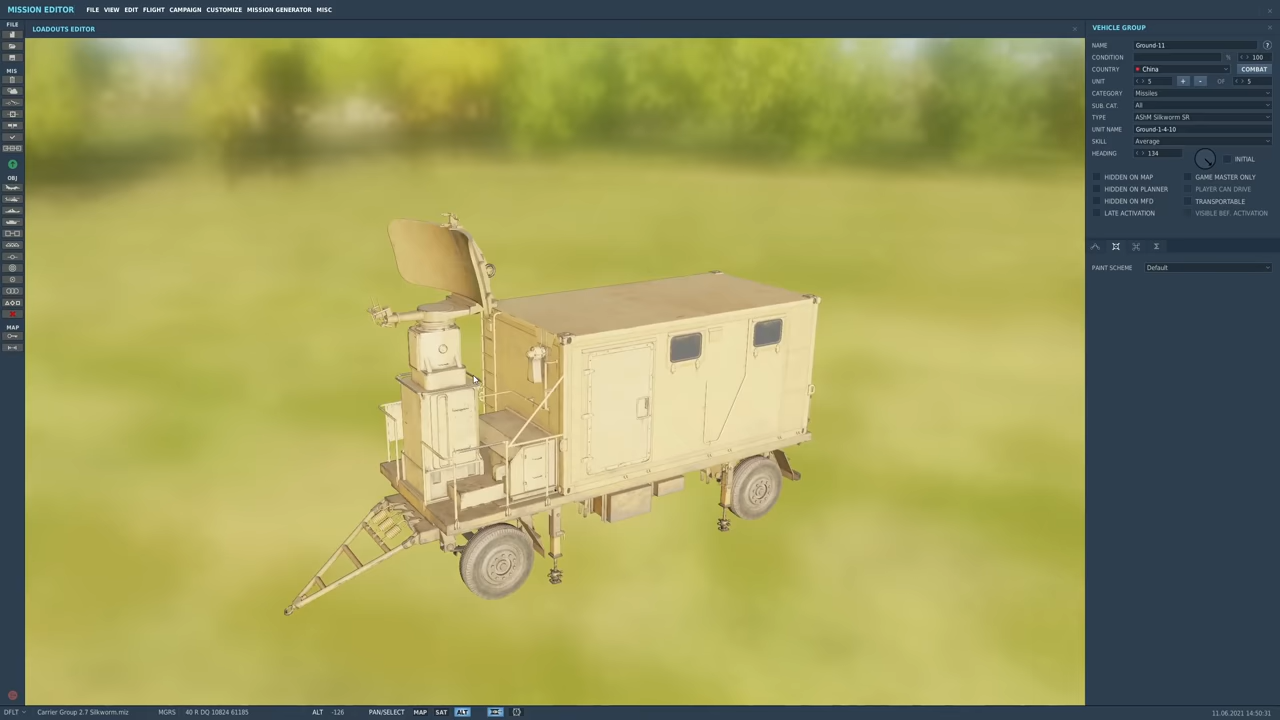 MISSION EDITOR FILE VIEW EDIT FLIGHT CAMPAIGN CUSTOMIZE MISSION GENERATOR MISC
FILE
MIS
OBJ
MAP
LOADOUTS EDITOR
VEHICLE GROUP
NAME Ground-11 ?
CONDITION % 100
COUNTRY China COMBAT
UNIT 5 + - OF 5
CATEGORY Missiles
SUB. CAT. All
TYPE AShM Silkworm SR
UNIT NAME Ground-1-4-10
SKILL Average
HEADING 134 INITIAL
HIDDEN ON MAP GAME MASTER ONLY
HIDDEN ON PLANNER PLAYER CAN DRIVE
HIDDEN ON MFD TRANSPORTABLE
LATE ACTIVATION VISIBLE BEF. ACTIVATION
PAINT SCHEME Default
DFLT Carrier Group 2.7 Silkworm.miz MGRS 40 R DQ 10824 61185 ALT -126 PAN/SELECT MAP SAT ALT 11.06.2021 14:50:31